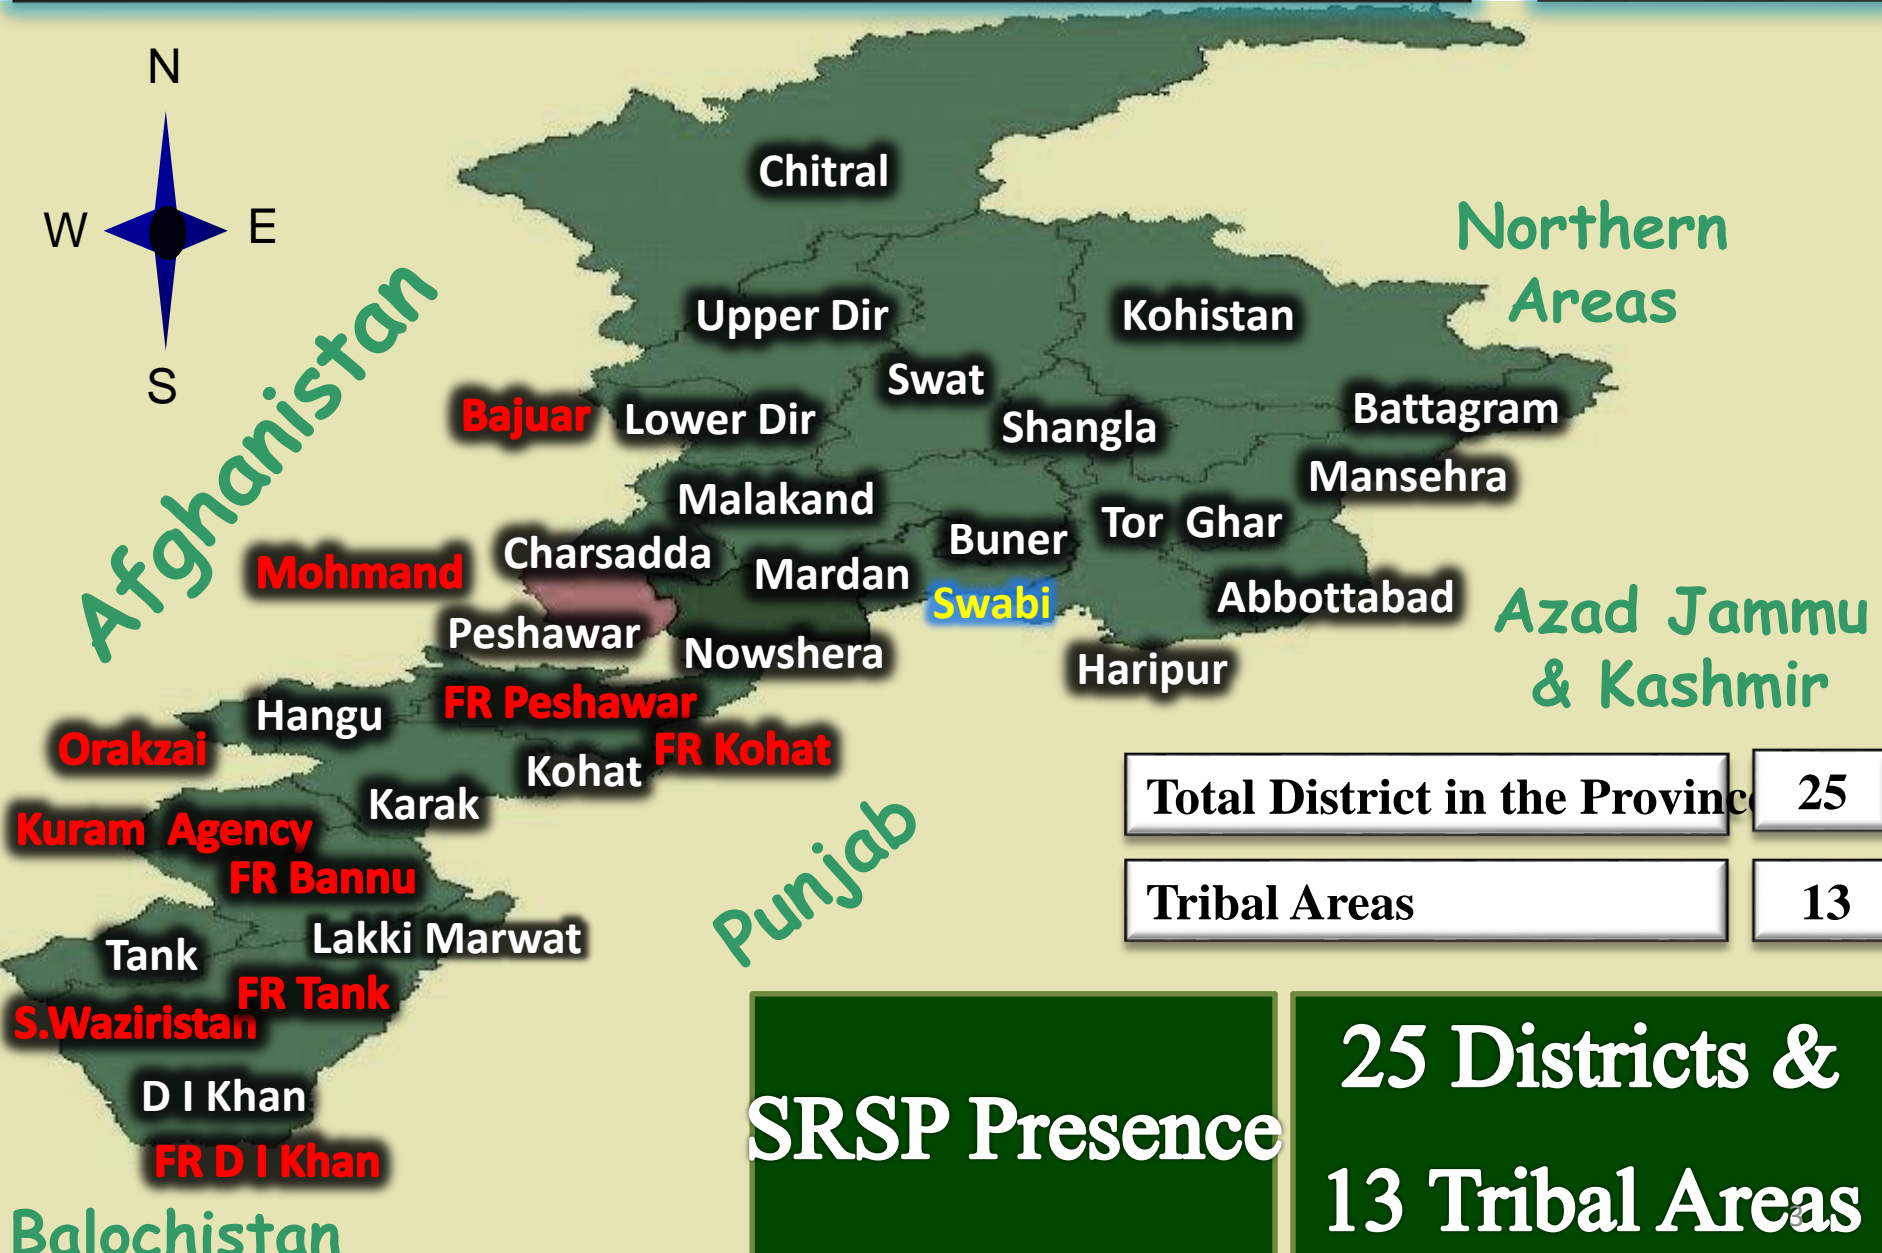 N
W
E
S
Chitral
Northern
Areas
Afghanistan
Upper Dir
Kohistan
Swat
Bajuar
Lower Dir
Shangla
Battagram
Mansehra
Malakand
Tor Ghar
Buner
Charsadda
Mohmand
Mardan
Swabi
Abbottabad
Azad Jammu
& Kashmir
Peshawar
Nowshera
Haripur
FR Peshawar
Hangu
Orakzai
FR Kohat
Kohat
Karak
Kuram Agency
FR Bannu
Punjab
Lakki Marwat
Tank
FR Tank
S.Waziristan
D I Khan
FR D I Khan
Balochistan
Total District in the Province
25
Tribal Areas
13
SRSP Presence
25 Districts &
13 Tribal Areas
3